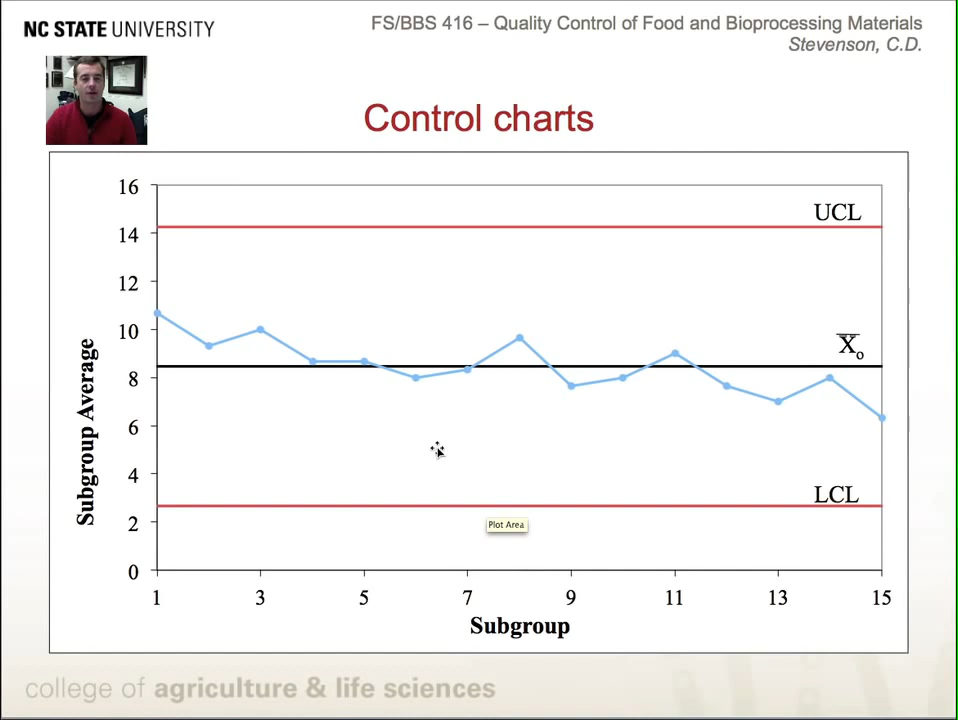 NC STATE UNIVERSITY
FS/BBS 416 – Quality Control of Food and Bioprocessing Materials
Stevenson, C.D.
Control charts
16
14
12
10
8
6
4
2
0
Subgroup Average
UCL
X̿o
LCL
Plot Area
1 3 5 7 9 11 13 15
Subgroup
college of agriculture & life sciences